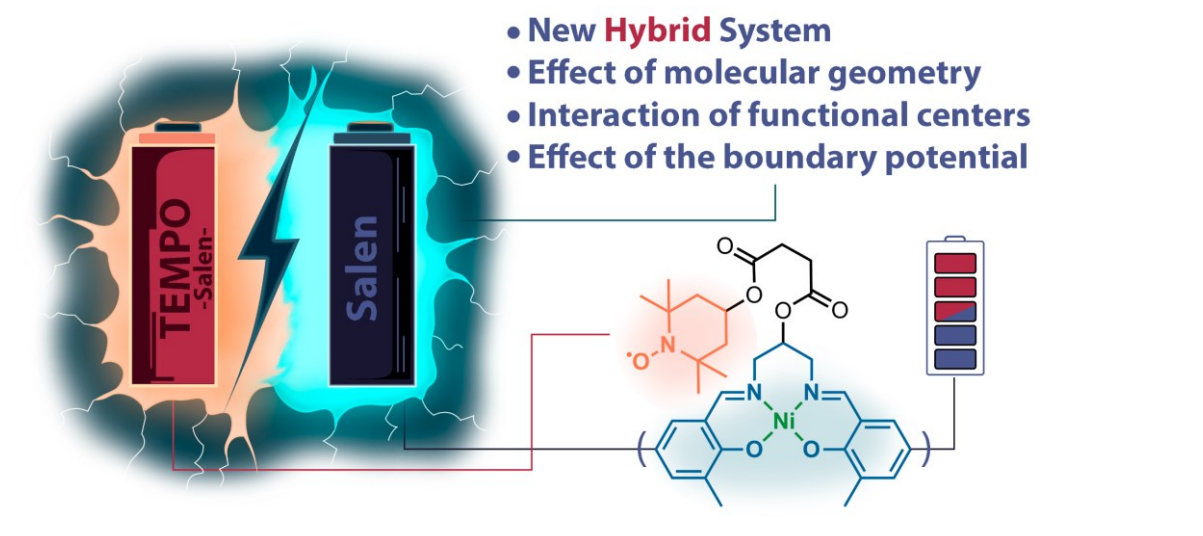 • New Hybrid System
• Effect of molecular geometry
• Interaction of functional centers
• Effect of the boundary potential
TEMPO
-Salen-
Salen
O
O
O
O
•O
N
N
N
Ni
O
O
( )